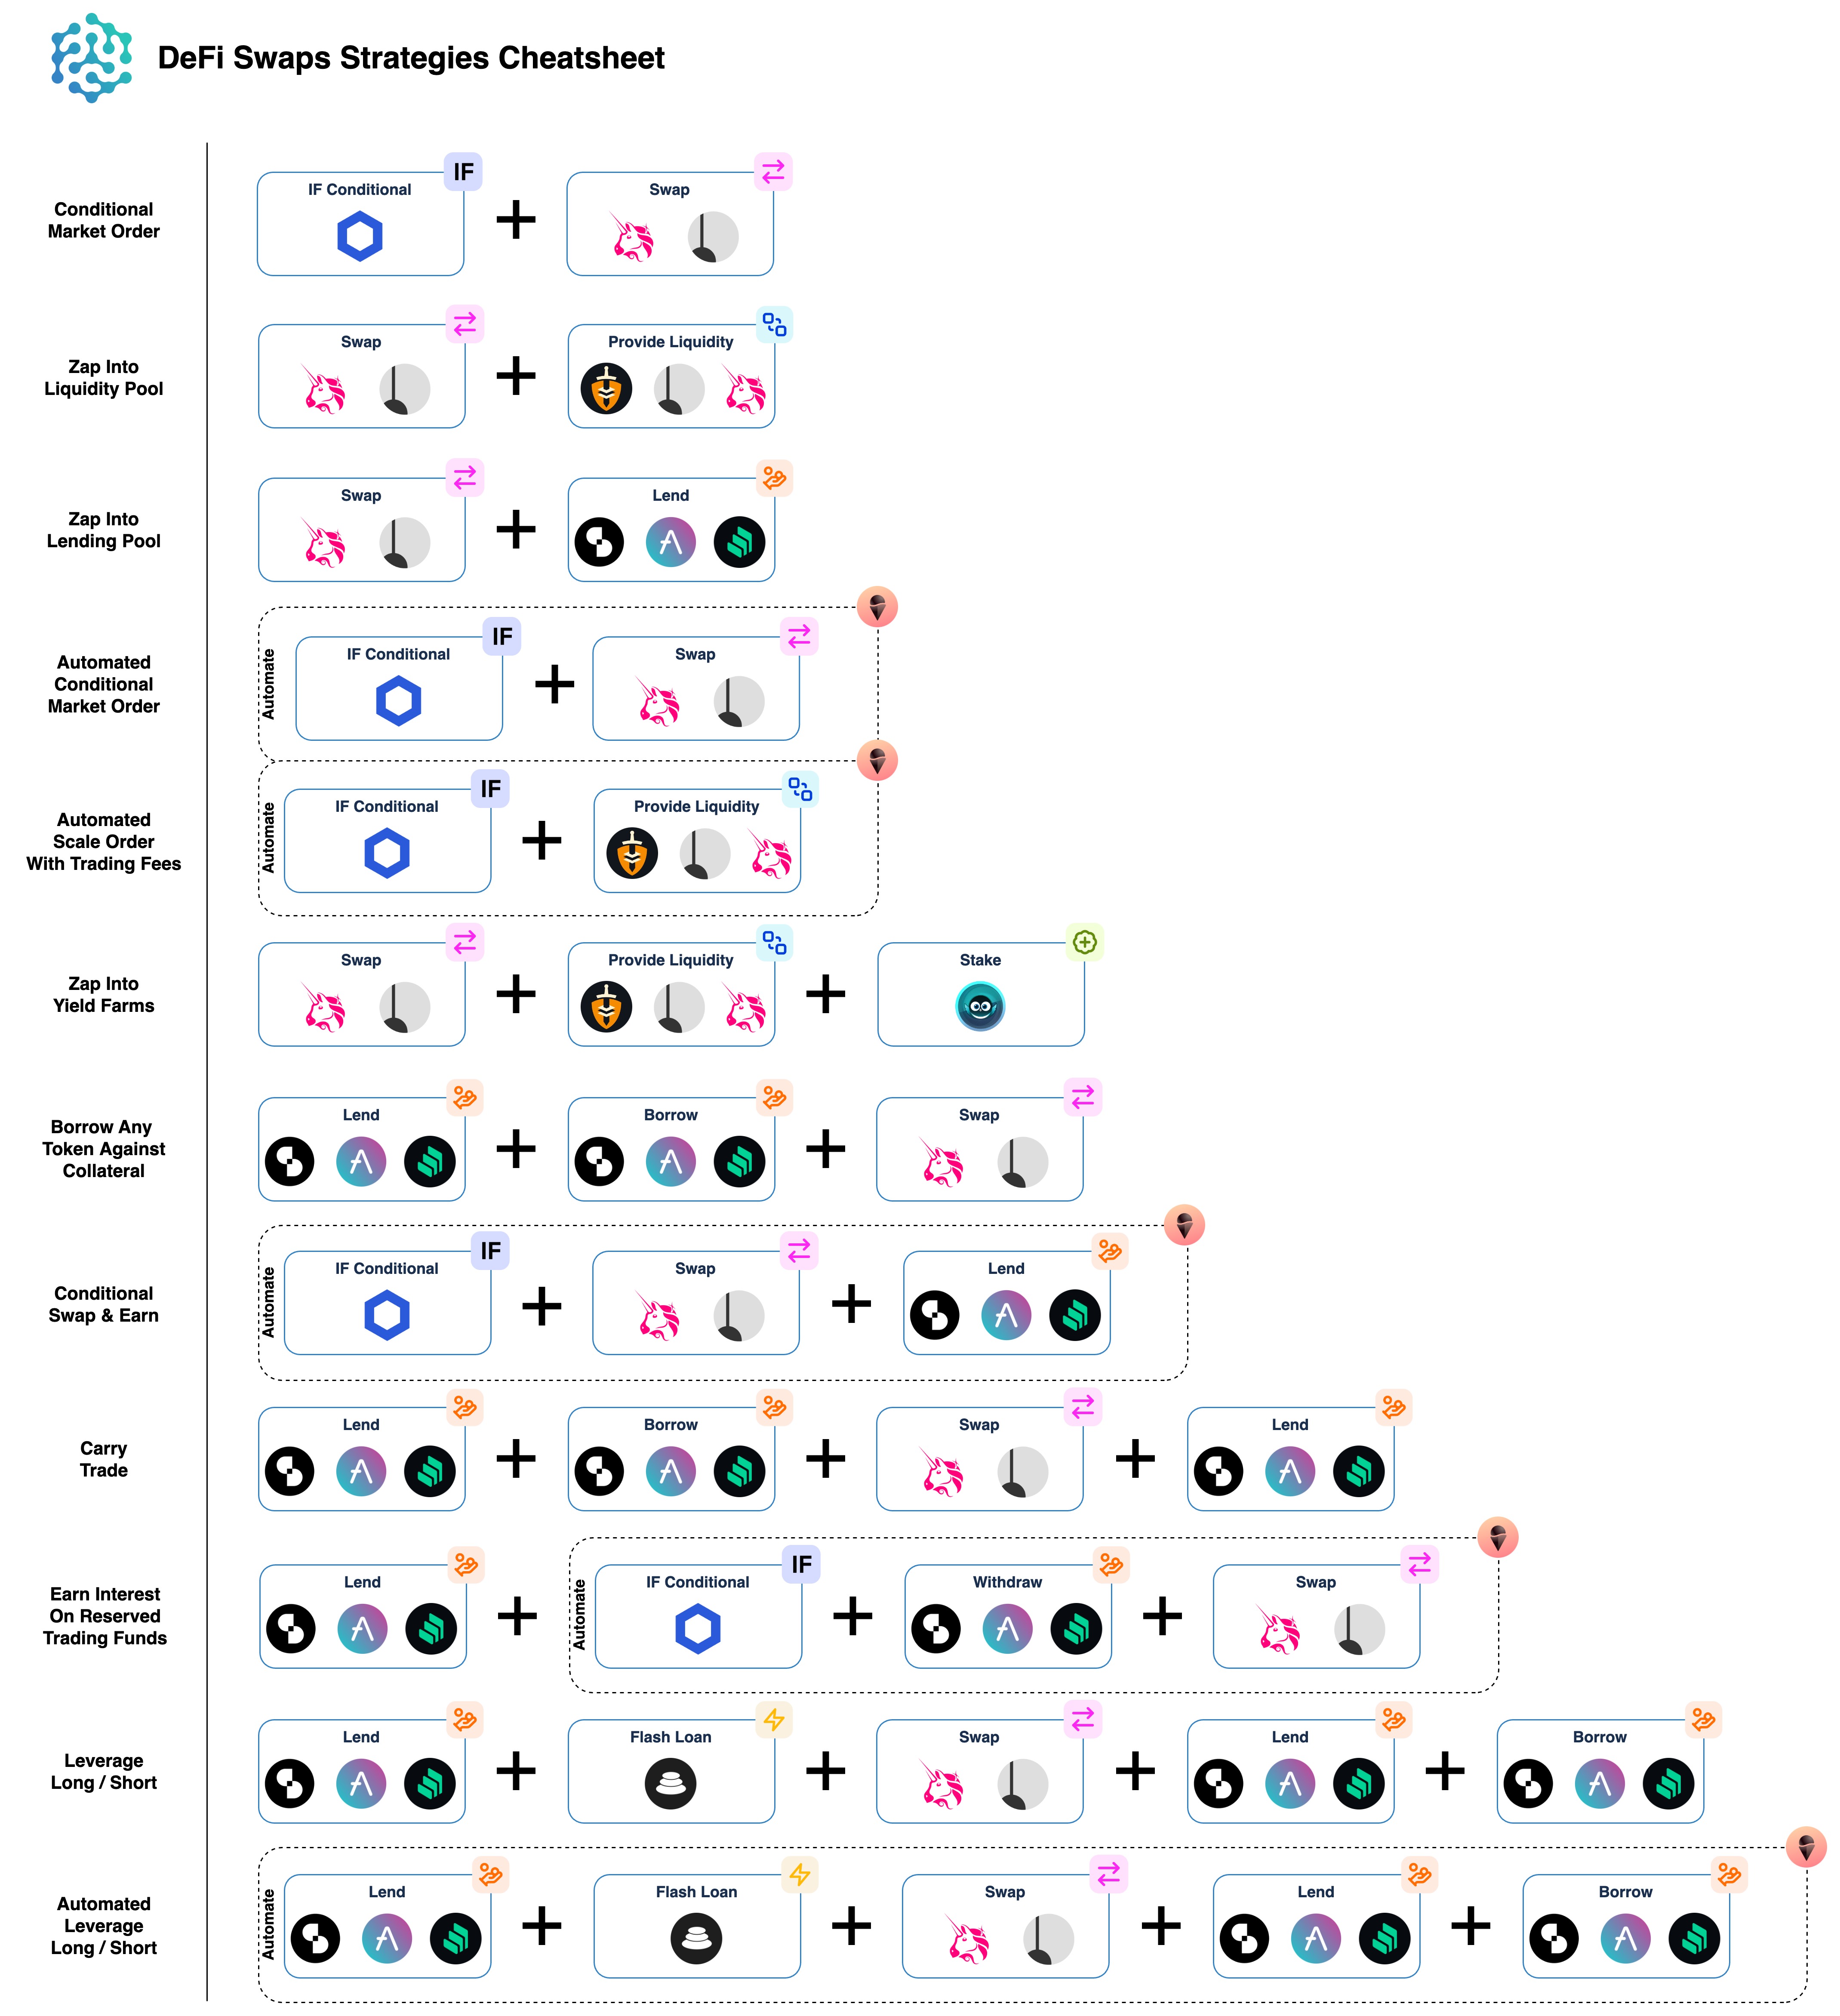 DeFi Swaps Strategies Cheatsheet
Conditional
Market Order
IF Conditional
IF
Swap
Zap Into
Liquidity Pool
Swap
Provide Liquidity
Zap Into
Lending Pool
Swap
Lend
Automated
Conditional
Market Order
Automate
IF Conditional
IF
Swap
Automated
Scale Order
With Trading Fees
Automate
IF Conditional
IF
Provide Liquidity
Zap Into
Yield Farms
Swap
Provide Liquidity
Stake
Borrow Any
Token Against
Collateral
Lend
Borrow
Swap
Conditional
Swap & Earn
Automate
IF Conditional
IF
Swap
Lend
Carry
Trade
Lend
Borrow
Swap
Lend
Earn Interest
On Reserved
Trading Funds
Lend
Automate
IF Conditional
IF
Withdraw
Swap
Leverage
Long / Short
Lend
Flash Loan
Swap
Lend
Borrow
Automated
Leverage
Long / Short
Automate
Lend
Flash Loan
Swap
Lend
Borrow